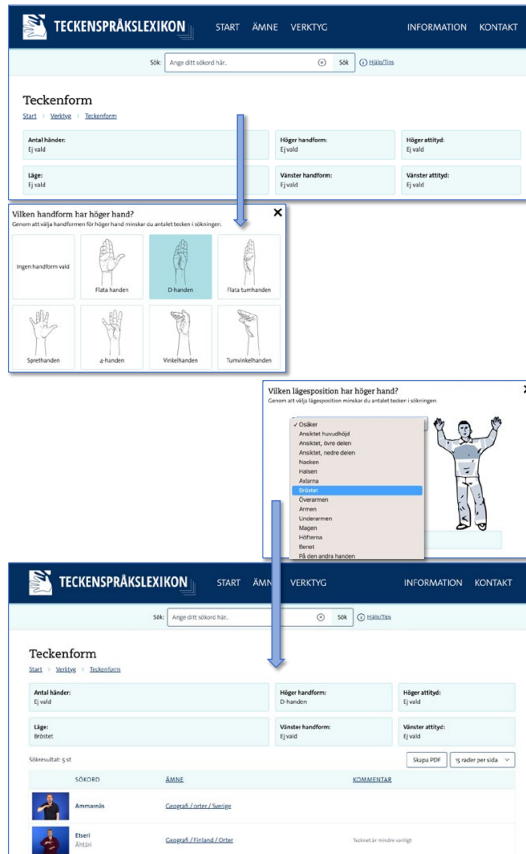 TECKENSPRÅKSLEXIKON START ÄMNE VERKTYG INFORMATION KONTAKT
Sök: Ange ditt sökord här.. Sök Hjälp/Tips
Teckenform
Start Verktyg Teckenform
Antal händer: Höger handform: Höger attityd:
Ej vald Ej vald Ej vald
Läge: Vänster handform: Vänster attityd:
Ej vald Ej vald Ej vald
Vilken handform har höger hand?
Genom att välja handformen för höger hand minskar du antalet tecken i sökningen.
Ingen handform vald Flata handen D-handen Flata tumhanden
Sprethanden 4-handen Vinkelhanden Tumvinkelhanden
Vilken lägesposition har höger hand?
Genom att välja lägesposition minskar du antalet tecken i sökningen
✓ Osäker
Ansiktet huvudhöjd
Ansiktet, övre delen
Ansiktet, nedre delen
Nacken
Halsen
Axlarna
Bröstet
Överarmen
Armen
Underarmen
Magen
Höfterna
Benet
På den andra handen
TECKENSPRÅKSLEXIKON START ÄMN VERKTYG INFORMATION KONTAKT
Sök: Ange ditt sökord här.. Sök Hjälp/Tips
Teckenform
Start Verktyg Teckenform
Antal händer: Höger handform: Höger attityd:
Ej vald D-handen Ej vald
Läge: Vänster handform: Vänster attityd:
Bröstet Ej vald Ej vald
Sökresultat: 5 st Skapa PDF 15 rader per sida
SÖKORD ÄMNE KOMMENTAR
Ammarnäs Geografi / orter / Sverige
Etseri Geografi / Finland / Orter Tecknet är mindre vanligt
Ähtäri